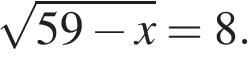 √59 − x = 8.